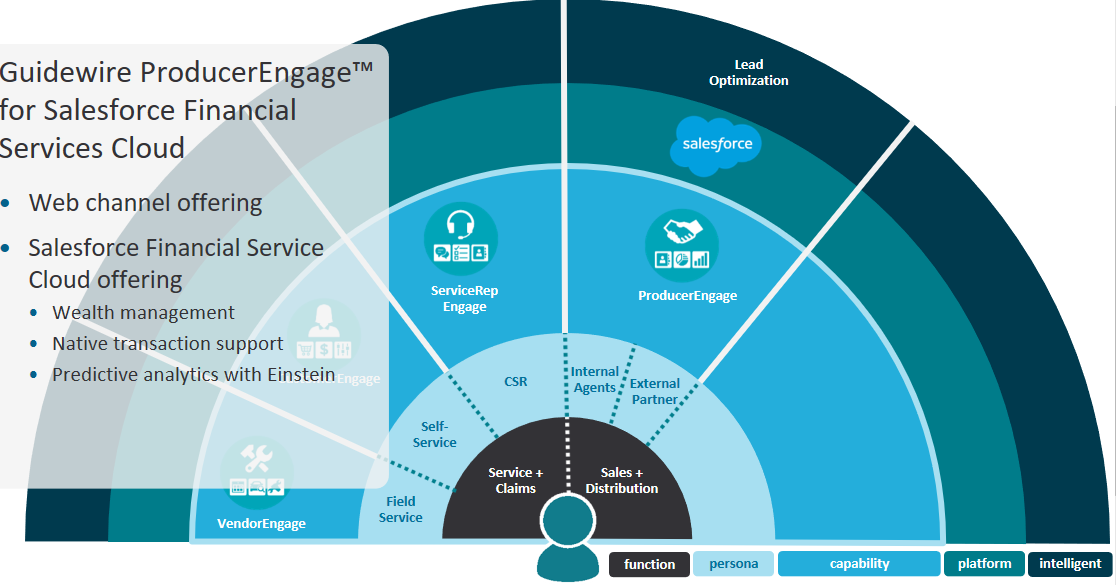 Guidewire ProducerEngage™
for Salesforce Financial
Services Cloud
• Web channel offering
• Salesforce Financial Service
Cloud offering
• Wealth management
• Native transaction support
• Predictive analytics with Einstein
Engage
Lead
Optimization
salesforce
ServiceRep
Engage
ProducerEngage
VendorEngage
CSR
Internal
Agents
External
Partner
Self-
Service
Field
Service
Service +
Claims
Sales +
Distribution
function
persona
capability
platform
intelligent